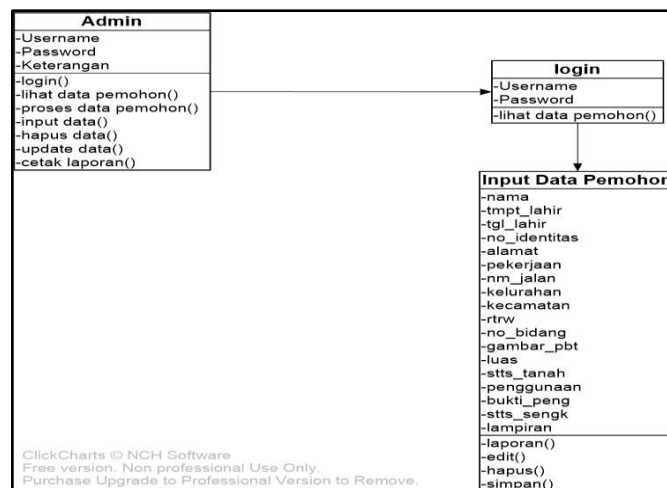 Admin
-Username
-Password
-Keterangan
-login()
-lihat data pemohon()
-proses data pemohon()
-input data()
-hapus data()
-update data()
-cetak laporan()
login
-Username
-Password
-lihat data pemohon()
Input Data Pemohon
-nama
-tmpt_lahir
-tgl_lahir
-no_identitas
-alamat
-pekerjaan
-nm_jalan
-kelurahan
-kecamatan
-rtrw
-no_bidang
-gambar_pbt
-luas
-stts_tanah
-penggunaan
-bukti_peng
-stts_sengk
-lampiran
-laporan()
-edit()
-hapus()
-simpan()
ClickCharts © NCH Software
Free version. Non professional Use Only.
Purchase Upgrade to Professional Version to Remove.